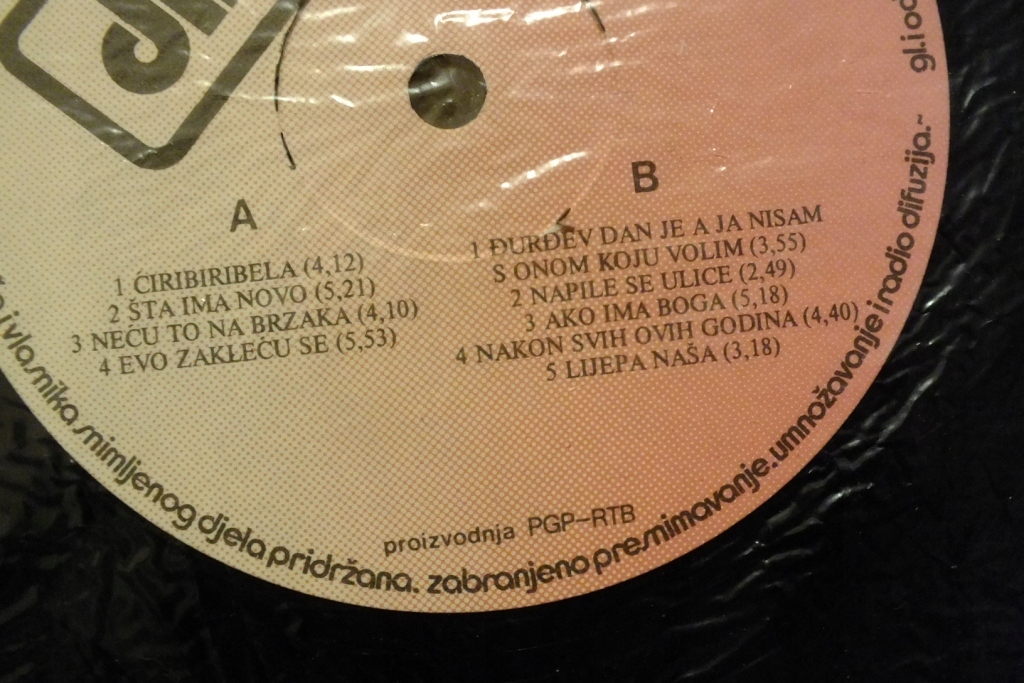 A
1 ĆIRIBIRIBELA (4,12)
2 ŠTA IMA NOVO (5,21)
3 NEĆU TO NA BRZAKA (4,10)
4 EVO ZAKLEĆU SE (5,53)
B
1 ĐURĐEV DAN JE A JA NISAM
S ONOM KOJU VOLIM (3,55)
2 NAPILE SE ULICE (2,49)
3 AKO IMA BOGA (5,18)
4 NAKON SVIH OVIH GODINA (4,40)
5 LIJEPA NAŠA (3,18)
proizvodnja PGP-RTB
i vlasnika snimljenog djela pridržana. zabranjeno presnimavanje. umnožavanje i radio difuzija.~